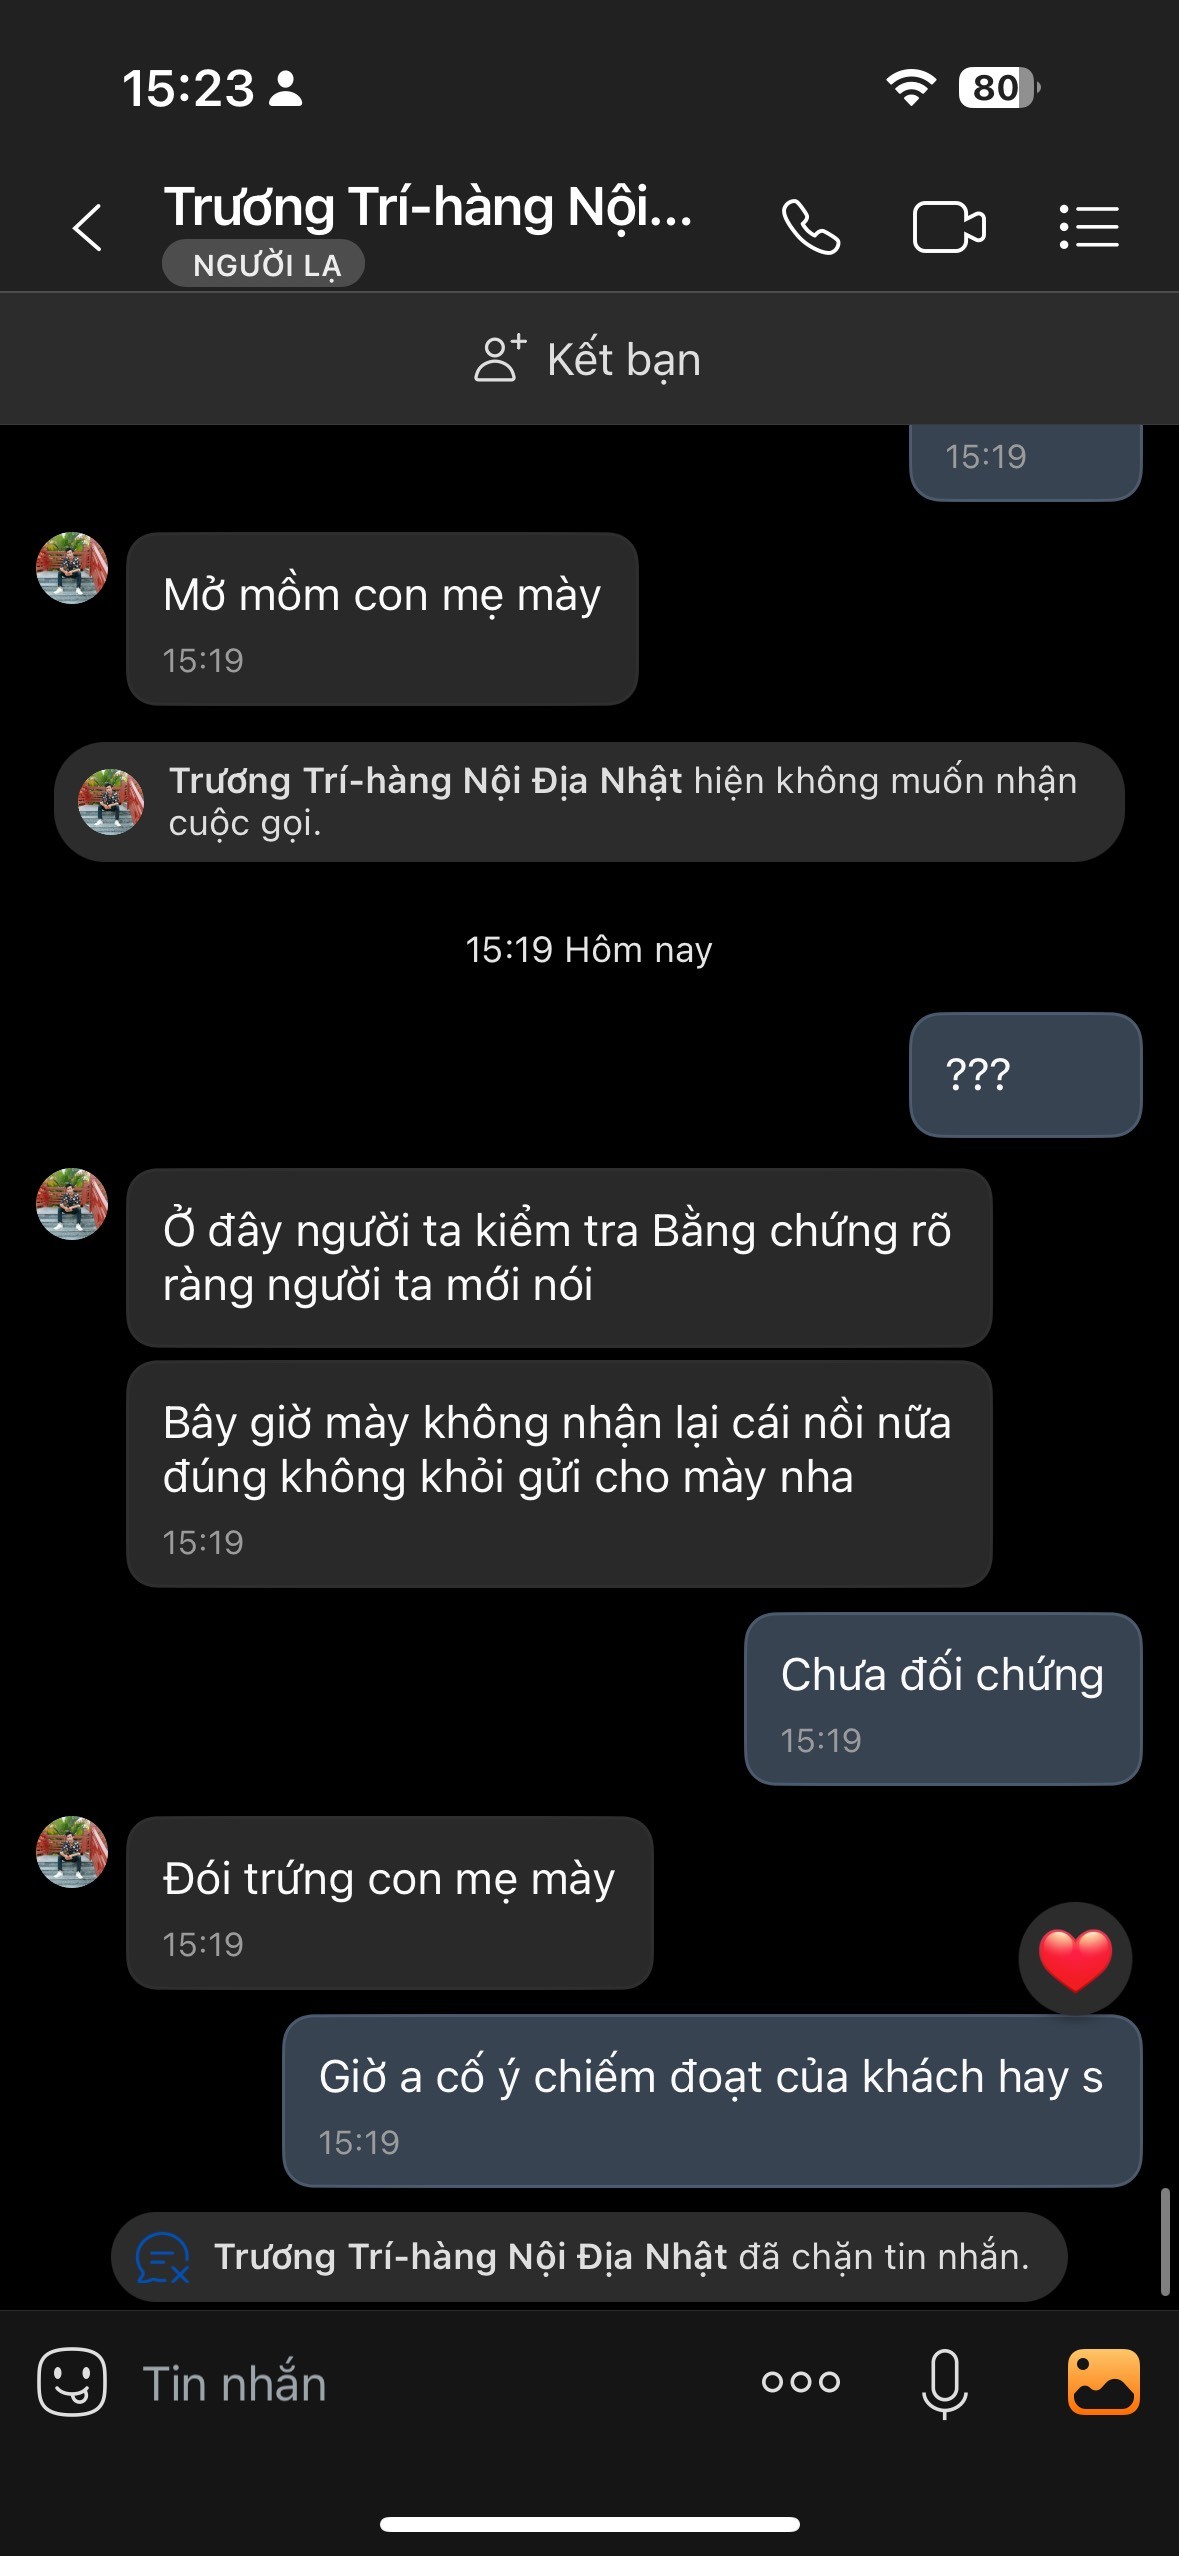 15:23
80
Trương Trí-hàng Nội...
NGƯỜI LẠ
Kết bạn
15:19
Mở mồm con mẹ mày
15:19
Trương Trí-hàng Nội Địa Nhật hiện không muốn nhận
cuộc gọi.
15:19 Hôm nay
???
Ở đây người ta kiểm tra Bằng chứng rõ
ràng người ta mới nói
Bây giờ mày không nhận lại cái nồi nữa
đúng không khỏi gửi cho mày nha
15:19
Chưa đối chứng
15:19
Đói trứng con mẹ mày
15:19
Giờ a cố ý chiếm đoạt của khách hay s
15:19
Trương Trí-hàng Nội Địa Nhật đã chặn tin nhắn.
Tin nhắn